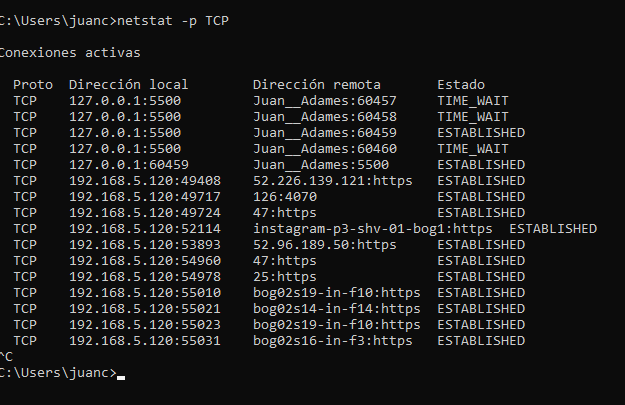 C:\Users\juanc>netstat -p TCP
Conexiones activas
Proto  Dirección local        Dirección remota       Estado
TCP    127.0.0.1:5500         Juan__Adames:60457     TIME_WAIT
TCP    127.0.0.1:5500         Juan__Adames:60458     TIME_WAIT
TCP    127.0.0.1:5500         Juan__Adames:60459     ESTABLISHED
TCP    127.0.0.1:5500         Juan__Adames:60460     TIME_WAIT
TCP    127.0.0.1:60459        Juan__Adames:5500      ESTABLISHED
TCP    192.168.5.120:49408    52.226.139.121:https   ESTABLISHED
TCP    192.168.5.120:49717    126:4070               ESTABLISHED
TCP    192.168.5.120:49724    47:https               ESTABLISHED
TCP    192.168.5.120:52114    instagram-p3-shv-01-bog1:https  ESTABLISHED
TCP    192.168.5.120:53893    52.96.189.50:https     ESTABLISHED
TCP    192.168.5.120:54960    47:https               ESTABLISHED
TCP    192.168.5.120:54978    25:https               ESTABLISHED
TCP    192.168.5.120:55010    bog02s19-in-f10:https  ESTABLISHED
TCP    192.168.5.120:55021    bog02s14-in-f14:https  ESTABLISHED
TCP    192.168.5.120:55023    bog02s19-in-f10:https  ESTABLISHED
TCP    192.168.5.120:55031    bog02s16-in-f3:https   ESTABLISHED
^C
C:\Users\juanc>